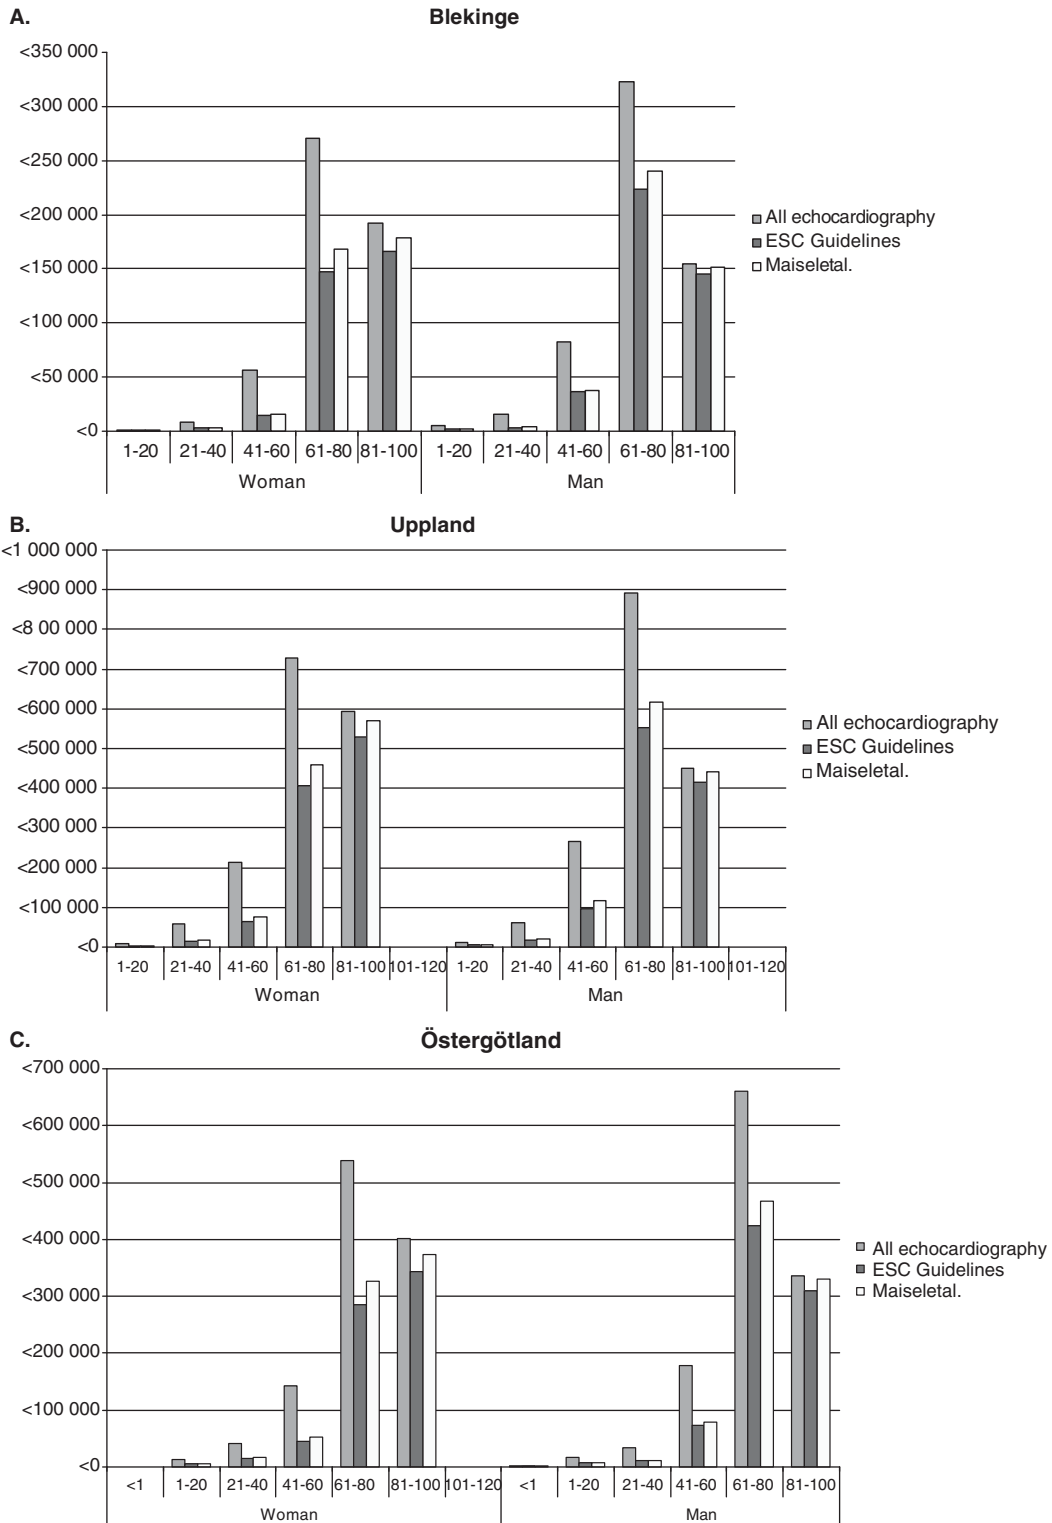 A.
Blekinge
<350 000
<300 000
<250 000
<200 000
<150 000
<100 000
<50 000
<0
1-20 21-40 41-60 61-80 81-100 1-20 21-40 41-60 61-80 81-100
Woman Man
All echocardiography
ESC Guidelines
Maiseletal.
B.
Uppland
<1 000 000
<900 000
<8 00 000
<700 000
<600 000
<500 000
<400 000
<300 000
<200 000
<100 000
<0
1-20 21-40 41-60 61-80 81-100 101-120 1-20 21-40 41-60 61-80 81-100 101-120
Woman Man
All echocardiography
ESC Guidelines
Maiseletal.
C.
Östergötland
<700 000
<600 000
<500 000
<400 000
<300 000
<200 000
<100 000
<0
<1 1-20 21-40 41-60 61-80 81-100 101-120 <1 1-20 21-40 41-60 61-80 81-100
Woman Man
All echocardiography
ESC Guidelines
Maiseletal.